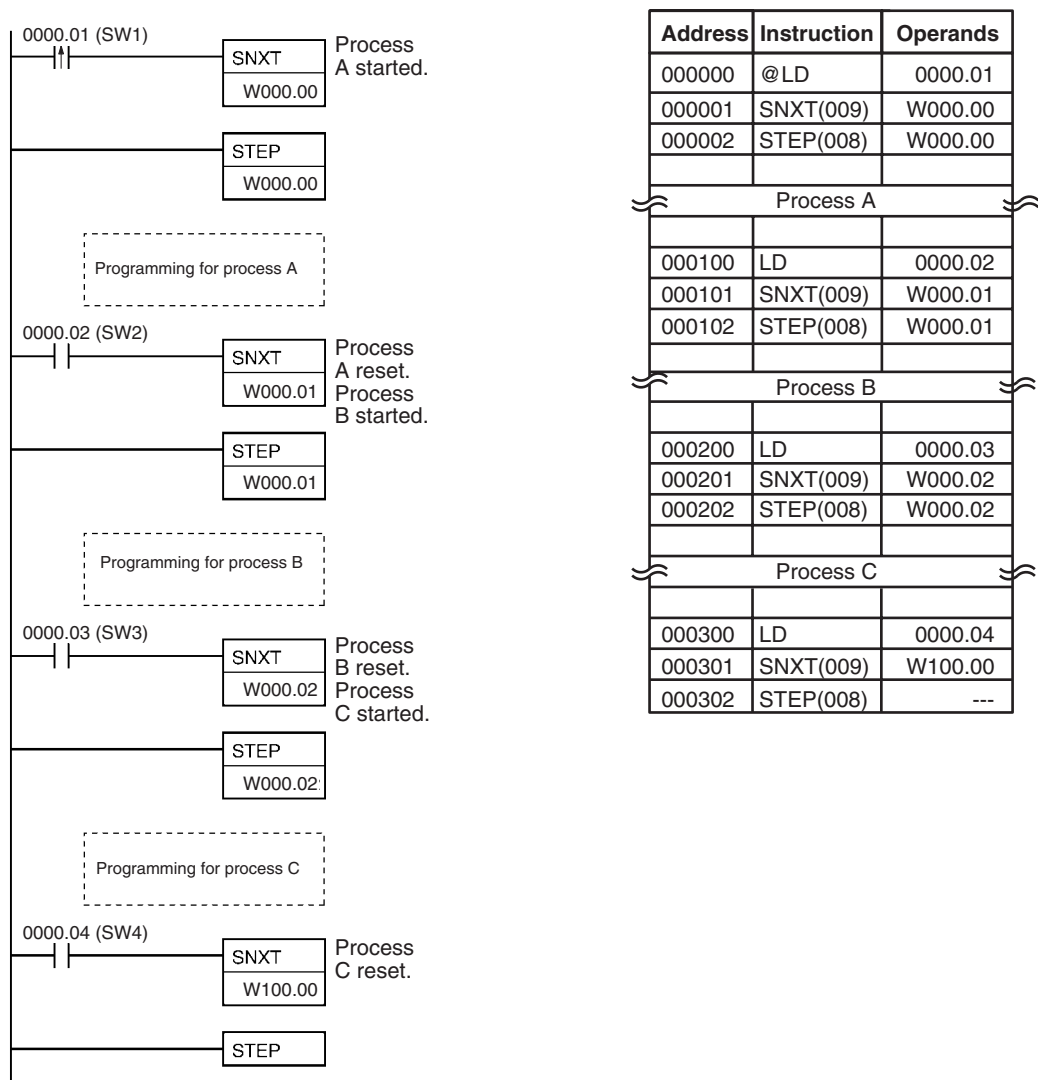 0000.01 (SW1)
SNXT
W000.00
Process
A started.
STEP
W000.00
Programming for process A
0000.02 (SW2)
SNXT
W000.01
Process
A reset.
Process
B started.
STEP
W000.01
Programming for process B
0000.03 (SW3)
SNXT
W000.02
Process
B reset.
Process
C started.
STEP
W000.02:
Programming for process C
0000.04 (SW4)
SNXT
W100.00
Process
C reset.
STEP
Address Instruction Operands
000000 @LD 0000.01
000001 SNXT(009) W000.00
000002 STEP(008) W000.00
Process A
000100 LD 0000.02
000101 SNXT(009) W000.01
000102 STEP(008) W000.01
Process B
000200 LD 0000.03
000201 SNXT(009) W000.02
000202 STEP(008) W000.02
Process C
000300 LD 0000.04
000301 SNXT(009) W100.00
000302 STEP(008) ---